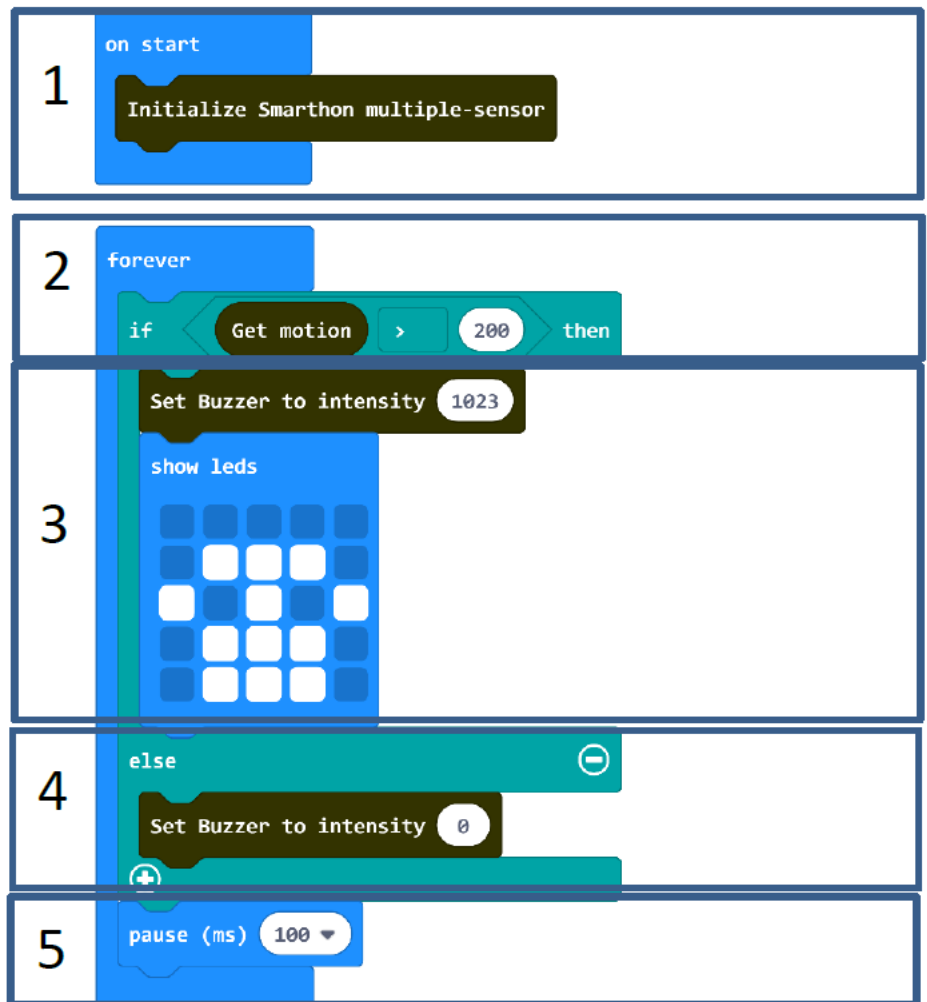 1
on start
Initialize Smarthon multiple-sensor
2
forever
if Get motion > 200 then
3
Set Buzzer to intensity 1023
show leds
4
else
Set Buzzer to intensity 0
5
pause (ms) 100